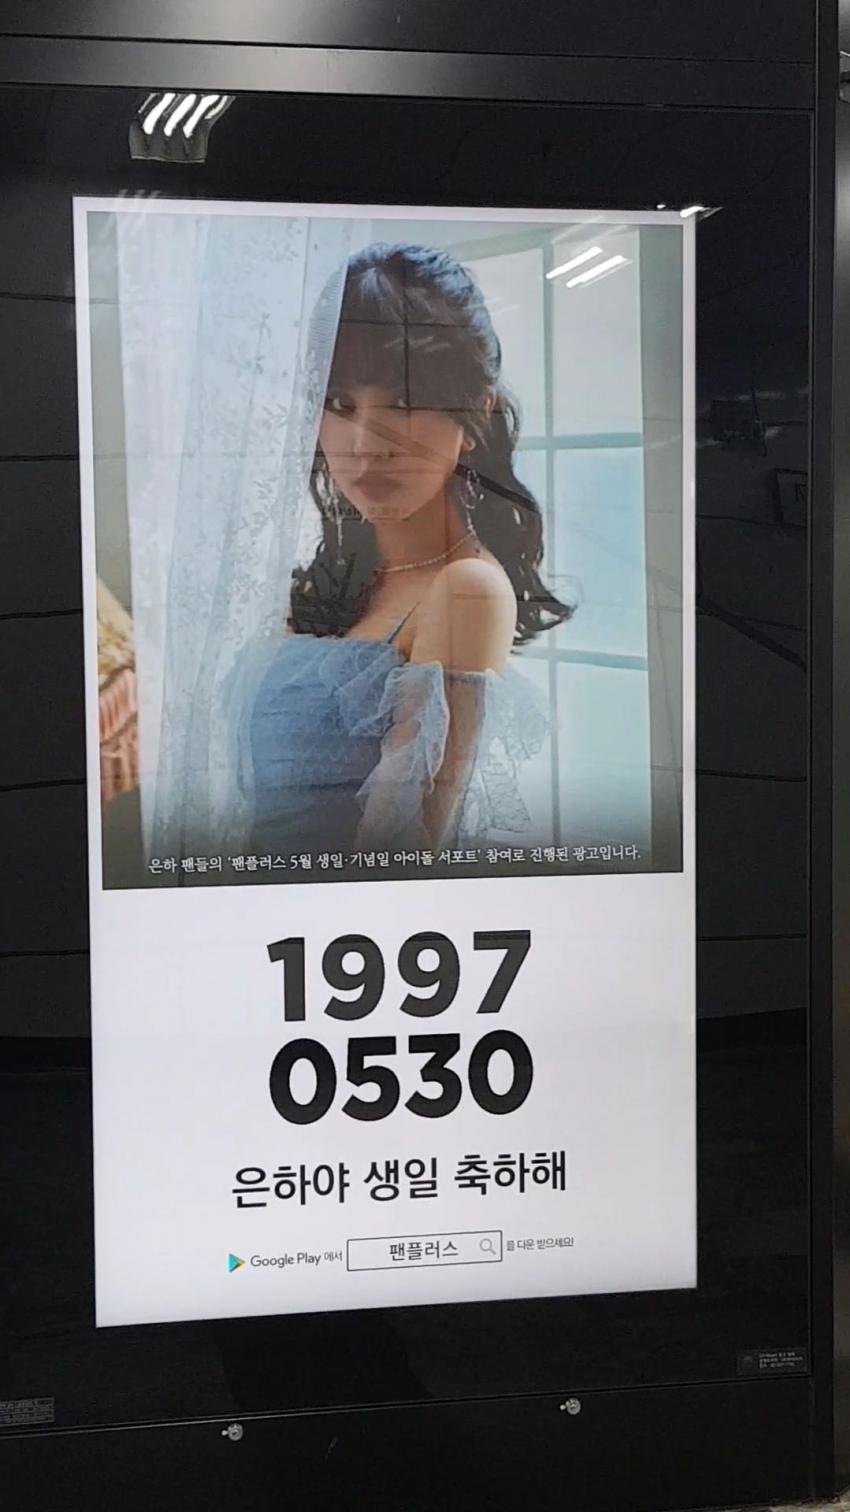 은하 팬들의 '팬플러스 5월 생일·기념일 아이돌 서포트' 참여로 진행된 광고입니다.
1997
0530
은하야 생일 축하해
Google Play 에서 팬플러스 를 다운 받으세요!